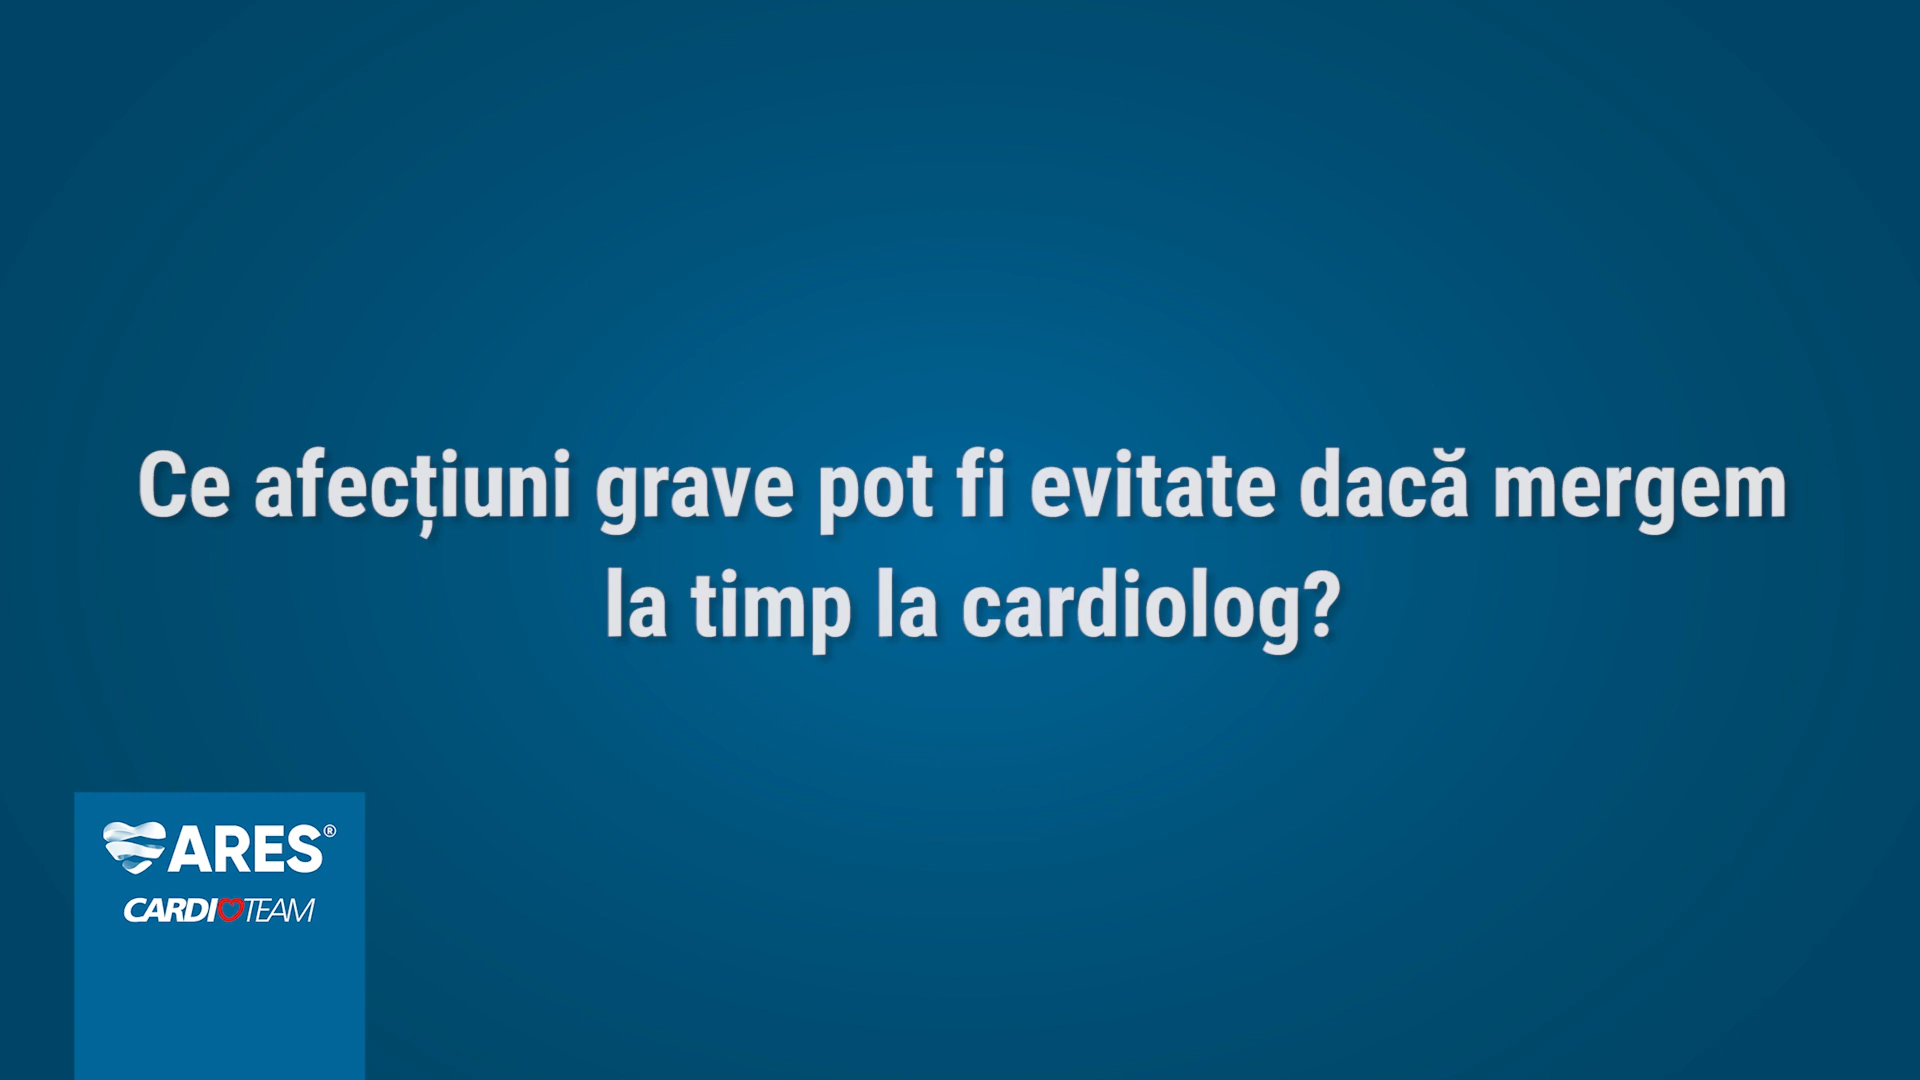 Ce afecțiuni grave pot fi evitate dacă mergem
la timp la cardiolog?
ARES®
CARDIOTEAM